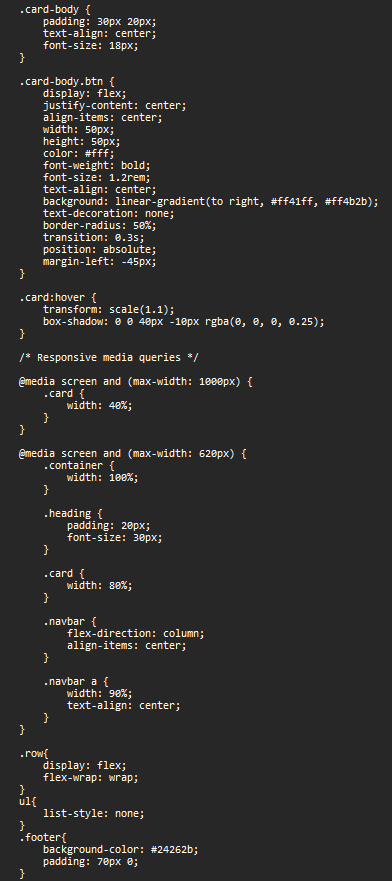 .card-body {
    padding: 30px 20px;
    text-align: center;
    font-size: 18px;
}

.card-body.btn {
    display: flex;
    justify-content: center;
    align-items: center;
    width: 50px;
    height: 50px;
    color: #fff;
    font-weight: bold;
    font-size: 1.2rem;
    text-align: center;
    background: linear-gradient(to right, #ff41ff, #ff4b2b);
    text-decoration: none;
    border-radius: 50%;
    transition: 0.3s;
    position: absolute;
    margin-left: -45px;
}

.card:hover {
    transform: scale(1.1);
    box-shadow: 0 0 40px -10px rgba(0, 0, 0, 0.25);
}

/* Responsive media queries */

@media screen and (max-width: 1000px) {
    .card {
        width: 40%;
    }
}

@media screen and (max-width: 620px) {
    .container {
        width: 100%;
    }

    .heading {
        padding: 20px;
        font-size: 30px;
    }

    .card {
        width: 80%;
    }

    .navbar {
        flex-direction: column;
        align-items: center;
    }

    .navbar a {
        width: 90%;
        text-align: center;
    }
}

.row{
    display: flex;
    flex-wrap: wrap;
}
ul{
    list-style: none;
}
.footer{
    background-color: #24262b;
    padding: 70px 0;
}